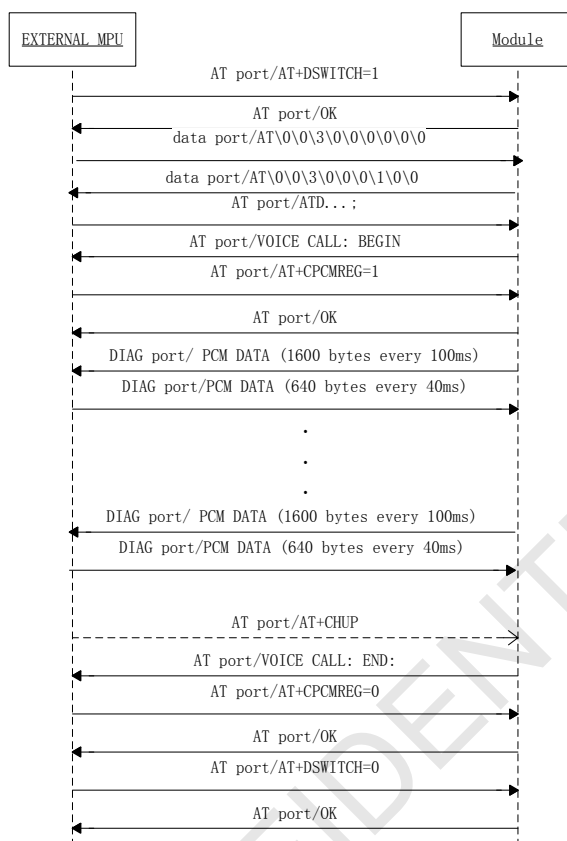 EXTERNAL MPU
Module
AT port/AT+DSWITCH=1
AT port/OK
data port/AT\0\0\3\0\0\0\0\0\0
data port/AT\0\0\3\0\0\0\1\0\0
AT port/ATD...;
AT port/VOICE CALL: BEGIN
AT port/AT+CPCMREG=1
AT port/OK
DIAG port/ PCM DATA (1600 bytes every 100ms)
DIAG port/PCM DATA (640 bytes every 40ms)
.
.
.
DIAG port/ PCM DATA (1600 bytes every 100ms)
DIAG port/PCM DATA (640 bytes every 40ms)
AT port/AT+CHUP
AT port/VOICE CALL: END:
AT port/AT+CPCMREG=0
AT port/OK
AT port/AT+DSWITCH=0
AT port/OK